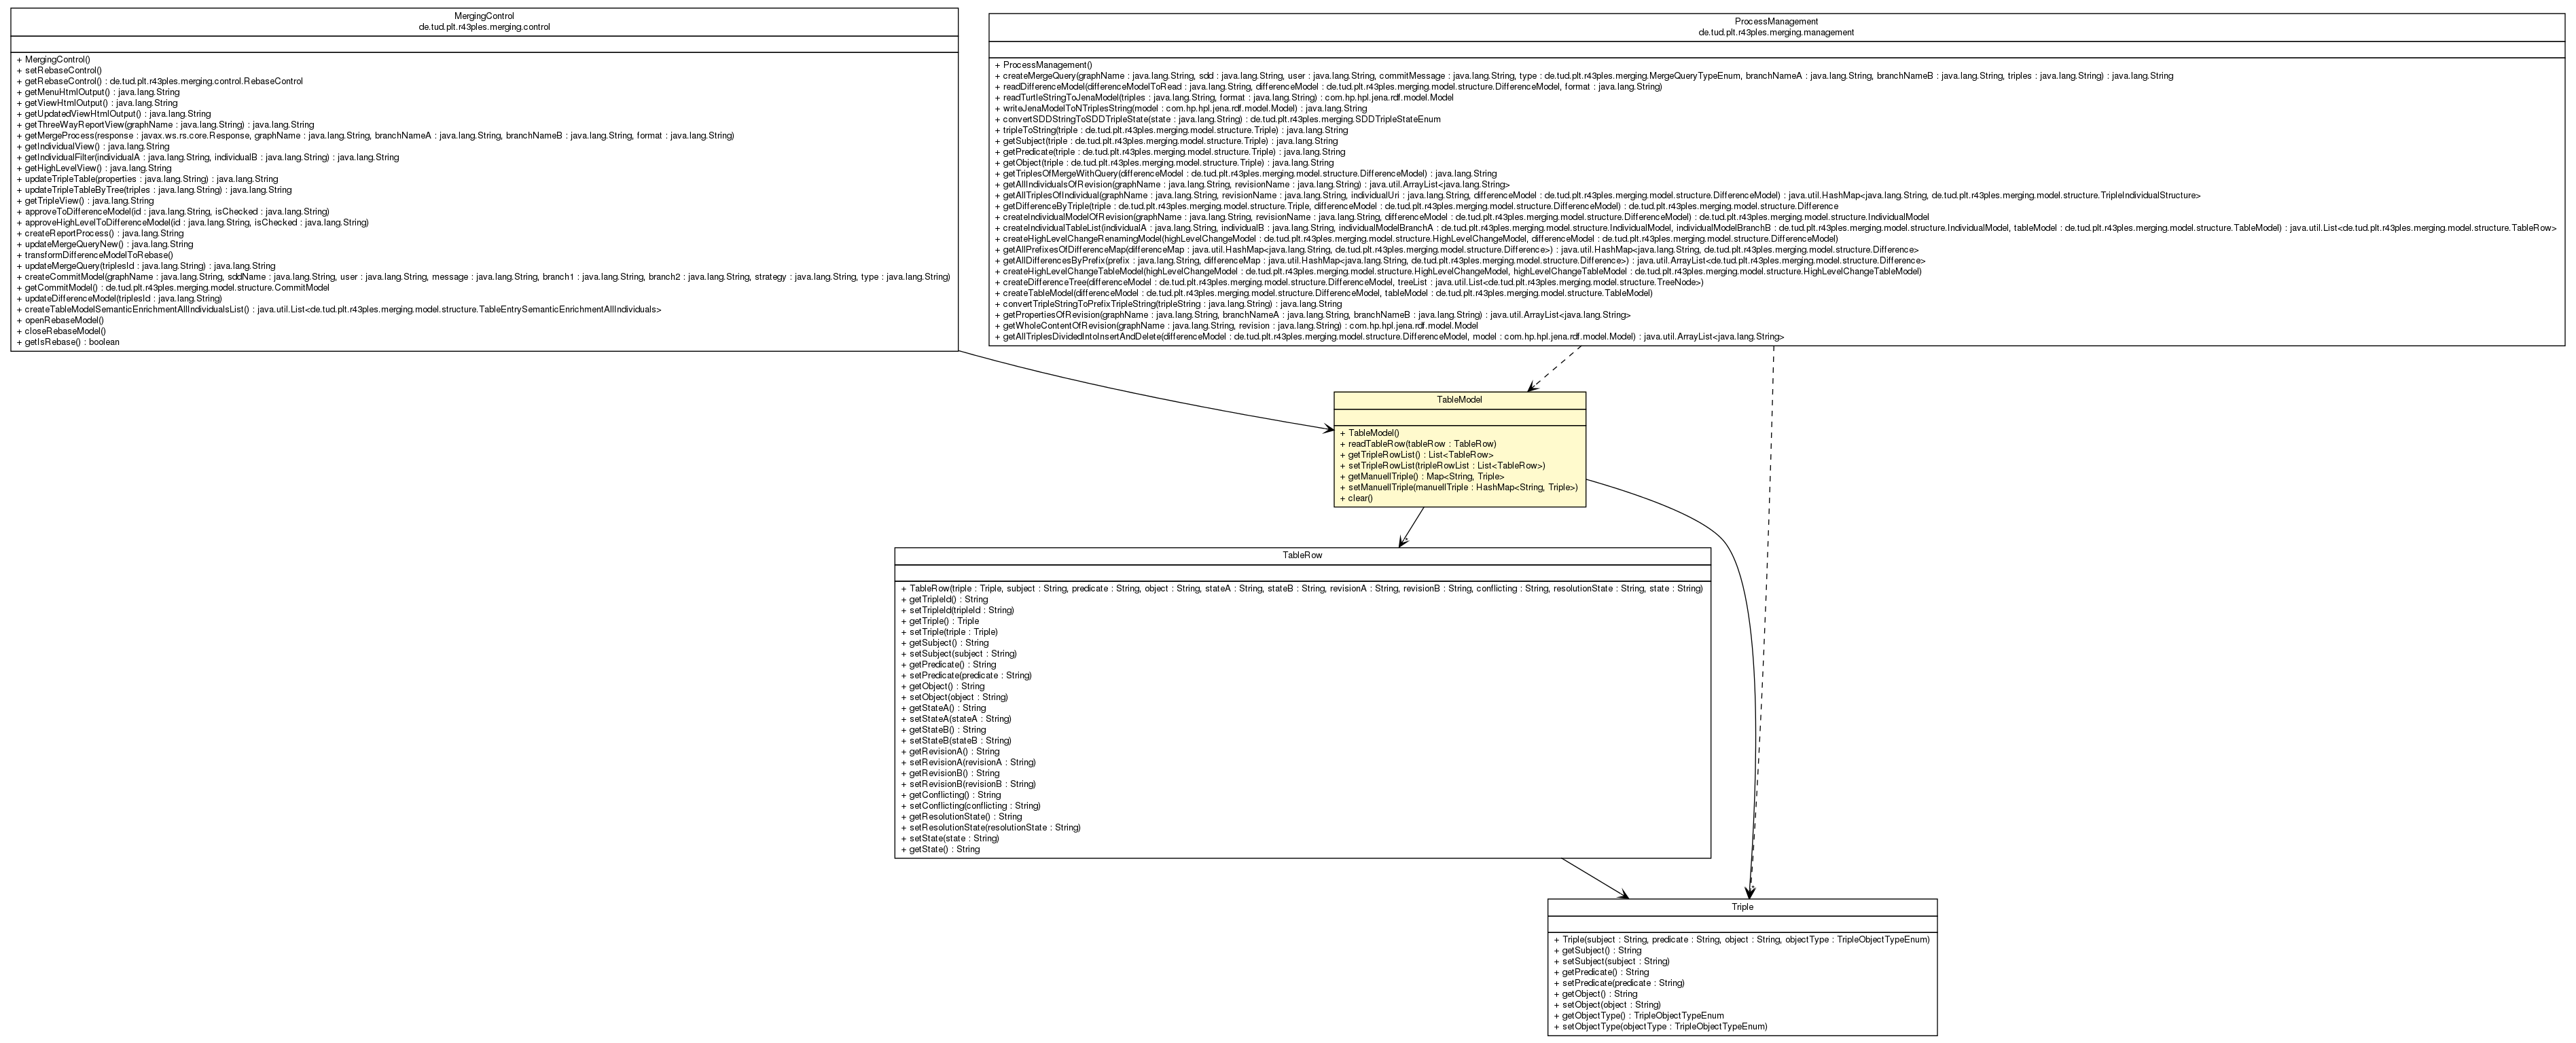 MergingControl
de.tud.plt.r43ples.merging.control
+ MergingControl()
+ setRebaseControl()
+ getRebaseControl() : de.tud.plt.r43ples.merging.control.RebaseControl
+ getMenuHtmlOutput() : java.lang.String
+ getViewHtmlOutput() : java.lang.String
+ getUpdatedViewHtmlOutput() : java.lang.String
+ getThreeWayReportView(graphName : java.lang.String) : java.lang.String
+ getMergeProcess(response : javax.ws.rs.core.Response, graphName : java.lang.String, branchNameA : java.lang.String, branchNameB : java.lang.String, format : java.lang.String)
+ getIndividualView() : java.lang.String
+ getIndividualFilter(individualA : java.lang.String, individualB : java.lang.String) : java.lang.String
+ getHighLevelView() : java.lang.String
+ updateTripleTable(properties : java.lang.String) : java.lang.String
+ updateTripleTableByTree(triples : java.lang.String) : java.lang.String
+ getTripleView() : java.lang.String
+ approveToDifferenceModel(id : java.lang.String, isChecked : java.lang.String)
+ approveHighLevelToDifferenceModel(id : java.lang.String, isChecked : java.lang.String)
+ createReportProcess() : java.lang.String
+ updateMergeQueryNew() : java.lang.String
+ transformDifferenceModelToRebase()
+ updateMergeQuery(triplesId : java.lang.String) : java.lang.String
+ createCommitModel(graphName : java.lang.String, sddName : java.lang.String, user : java.lang.String, message : java.lang.String, branch1 : java.lang.String, branch2 : java.lang.String, strategy : java.lang.String, type : java.lang.String)
+ getCommitModel() : de.tud.plt.r43ples.merging.model.structure.CommitModel
+ updateDifferenceModel(triplesId : java.lang.String)
+ createTableModelSemanticEnrichmentAllIndividualsList() : java.util.List<de.tud.plt.r43ples.merging.model.structure.TableEntrySemanticEnrichmentAllIndividuals>
+ openRebaseModel()
+ closeRebaseModel()
+ getIsRebase() : boolean
ProcessManagement
de.tud.plt.r43ples.merging.management
+ ProcessManagement()
+ createMergeQuery(graphName : java.lang.String, sdd : java.lang.String, user : java.lang.String, commitMessage : java.lang.String, type : de.tud.plt.r43ples.merging.MergeQueryTypeEnum, branchNameA : java.lang.String, branchNameB : java.lang.String, triples : java.lang.String) : java.lang.String
+ readDifferenceModel(differenceModelToRead : java.lang.String, differenceModel : de.tud.plt.r43ples.merging.model.structure.DifferenceModel, format : java.lang.String)
+ readTurtleStringToJenaModel(triples : java.lang.String, format : java.lang.String) : com.hp.hpl.jena.rdf.model.Model
+ writeJenaModelToNTriplesString(model : com.hp.hpl.jena.rdf.model.Model) : java.lang.String
+ convertSDDStringToSDDTripleState(state : java.lang.String) : de.tud.plt.r43ples.merging.SDDTripleStateEnum
+ tripleToString(triple : de.tud.plt.r43ples.merging.model.structure.Triple) : java.lang.String
+ getSubject(triple : de.tud.plt.r43ples.merging.model.structure.Triple) : java.lang.String
+ getPredicate(triple : de.tud.plt.r43ples.merging.model.structure.Triple) : java.lang.String
+ getObject(triple : de.tud.plt.r43ples.merging.model.structure.Triple) : java.lang.String
+ getTriplesOfMergeWithQuery(differenceModel : de.tud.plt.r43ples.merging.model.structure.DifferenceModel) : java.lang.String
+ getAllIndividualsOfRevision(graphName : java.lang.String, revisionName : java.lang.String) : java.util.ArrayList<java.lang.String>
+ getAllTriplesOfIndividual(graphName : java.lang.String, revisionName : java.lang.String, individualUri : java.lang.String, differenceModel : de.tud.plt.r43ples.merging.model.structure.DifferenceModel) : java.util.HashMap<java.lang.String, de.tud.plt.r43ples.merging.model.structure.TripleIndividualStructure>
+ getDifferenceByTriple(triple : de.tud.plt.r43ples.merging.model.structure.Triple, differenceModel : de.tud.plt.r43ples.merging.model.structure.DifferenceModel) : de.tud.plt.r43ples.merging.model.structure.Difference
+ createIndividualModelOfRevision(graphName : java.lang.String, revisionName : java.lang.String, differenceModel : de.tud.plt.r43ples.merging.model.structure.DifferenceModel) : de.tud.plt.r43ples.merging.model.structure.IndividualModel
+ createIndividualTableList(individualA : java.lang.String, individualB : java.lang.String, individualModelBranchA : de.tud.plt.r43ples.merging.model.structure.IndividualModel, individualModelBranchB : de.tud.plt.r43ples.merging.model.structure.IndividualModel, tableModel : de.tud.plt.r43ples.merging.model.structure.TableModel) : java.util.List<de.tud.plt.r43ples.merging.model.structure.TableRow>
+ createHighLevelChangeRenamingModel(highLevelChangeModel : de.tud.plt.r43ples.merging.model.structure.HighLevelChangeModel, differenceModel : de.tud.plt.r43ples.merging.model.structure.DifferenceModel)
+ getAllPrefixesOfDifferenceMap(differenceMap : java.util.HashMap<java.lang.String, de.tud.plt.r43ples.merging.model.structure.Difference>) : java.util.HashMap<java.lang.String, de.tud.plt.r43ples.merging.model.structure.Difference>
+ getAllDifferencesByPrefix(prefix : java.lang.String, differenceMap : java.util.HashMap<java.lang.String, de.tud.plt.r43ples.merging.model.structure.Difference>) : java.util.ArrayList<de.tud.plt.r43ples.merging.model.structure.Difference>
+ createHighLevelChangeTableModel(highLevelChangeModel : de.tud.plt.r43ples.merging.model.structure.HighLevelChangeModel, highLevelChangeTableModel : de.tud.plt.r43ples.merging.model.structure.HighLevelChangeTableModel)
+ createDifferenceTree(differenceModel : de.tud.plt.r43ples.merging.model.structure.DifferenceModel, treeList : java.util.List<de.tud.plt.r43ples.merging.model.structure.TreeNode>)
+ createTableModel(differenceModel : de.tud.plt.r43ples.merging.model.structure.DifferenceModel, tableModel : de.tud.plt.r43ples.merging.model.structure.TableModel)
+ convertTripleStringToPrefixTripleString(tripleString : java.lang.String) : java.lang.String
+ getPropertiesOfRevision(graphName : java.lang.String, branchNameA : java.lang.String, branchNameB : java.lang.String) : java.util.ArrayList<java.lang.String>
+ getWholeContentOfRevision(graphName : java.lang.String, revision : java.lang.String) : com.hp.hpl.jena.rdf.model.Model
+ getAllTriplesDividedIntoInsertAndDelete(differenceModel : de.tud.plt.r43ples.merging.model.structure.DifferenceModel, model : com.hp.hpl.jena.rdf.model.Model) : java.util.ArrayList<java.lang.String>
TableModel
+ TableModel()
+ readTableRow(tableRow : TableRow)
+ getTripleRowList() : List<TableRow>
+ setTripleRowList(tripleRowList : List<TableRow>)
+ getManuellTriple() : Map<String, Triple>
+ setManuellTriple(manuellTriple : HashMap<String, Triple>)
+ clear()
*
TableRow
+ TableRow(triple : Triple, subject : String, predicate : String, object : String, stateA : String, stateB : String, revisionA : String, revisionB : String, conflicting : String, resolutionState : String, state : String)
+ getTripleId() : String
+ setTripleId(tripleId : String)
+ getTriple() : Triple
+ setTriple(triple : Triple)
+ getSubject() : String
+ setSubject(subject : String)
+ getPredicate() : String
+ setPredicate(predicate : String)
+ getObject() : String
+ setObject(object : String)
+ getStateA() : String
+ setStateA(stateA : String)
+ getStateB() : String
+ setStateB(stateB : String)
+ getRevisionA() : String
+ setRevisionA(revisionA : String)
+ getRevisionB() : String
+ setRevisionB(revisionB : String)
+ getConflicting() : String
+ setConflicting(conflicting : String)
+ getResolutionState() : String
+ setResolutionState(resolutionState : String)
+ setState(state : String)
+ getState() : String
*
Triple
+ Triple(subject : String, predicate : String, object : String, objectType : TripleObjectTypeEnum)
+ getSubject() : String
+ setSubject(subject : String)
+ getPredicate() : String
+ setPredicate(predicate : String)
+ getObject() : String
+ setObject(object : String)
+ getObjectType() : TripleObjectTypeEnum
+ setObjectType(objectType : TripleObjectTypeEnum)